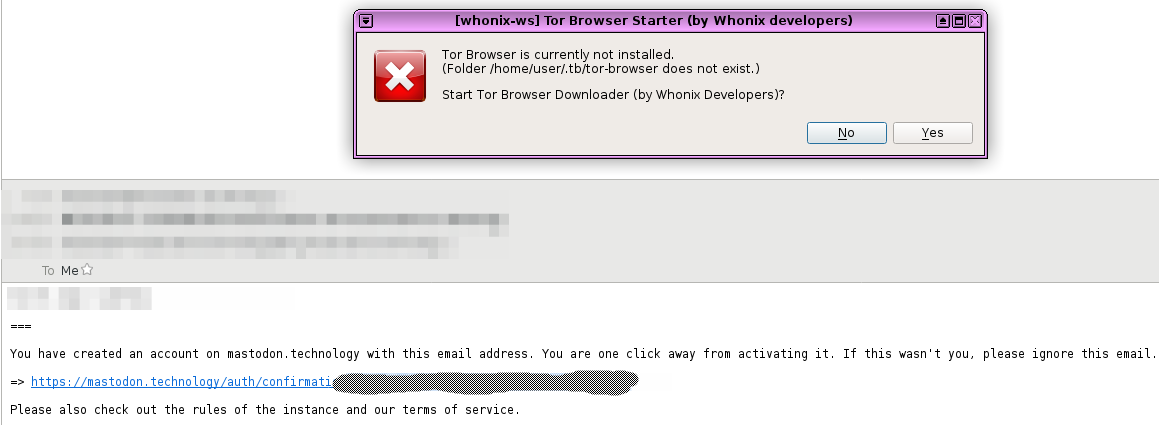 [whonix-ws] Tor Browser Starter (by Whonix developers)
Tor Browser is currently not installed.
(Folder /home/user/.tb/tor-browser does not exist.)
Start Tor Browser Downloader (by Whonix Developers)?
No Yes
To Me
===
You have created an account on mastodon.technology with this email address. You are one click away from activating it. If this wasn't you, please ignore this email.
=> https://mastodon.technology/auth/confirmati
Please also check out the rules of the instance and our terms of service.